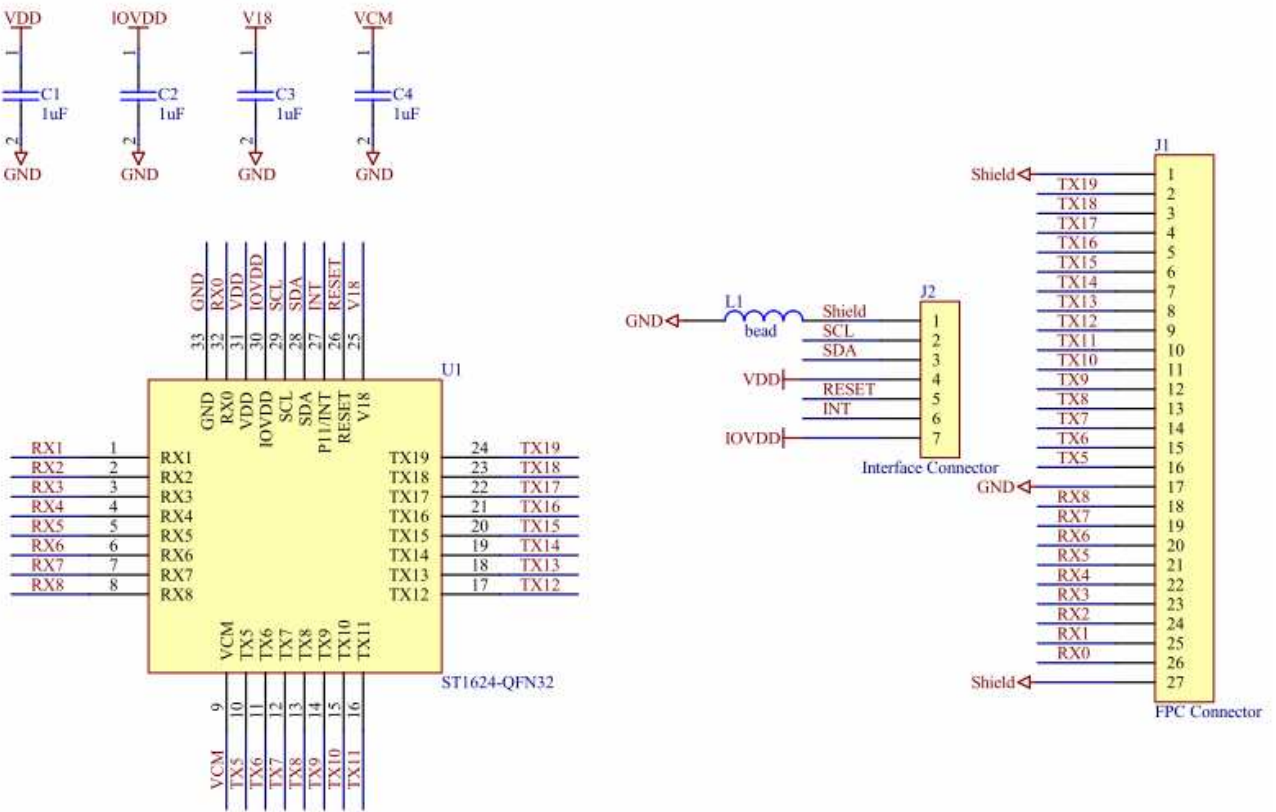 VDD IOVDD V18 VCM
1 1 1 1
C1 C2 C3 C4
1uF 1uF 1uF 1uF
2 2 2 2
GND GND GND GND
GND RX0 VDD IOVDD SCL SDA INT RESET V18
33 32 31 30 29 28 27 26 25
U1
GND RX0 VDD IOVDD SCL SDA P11/INT RESET V18
RX1 1 RX1 TX19 24 TX19
RX2 2 RX2 TX18 23 TX18
RX3 3 RX3 TX17 22 TX17
RX4 4 RX4 TX16 21 TX16
RX5 5 RX5 TX15 20 TX15
RX6 6 RX6 TX14 19 TX14
RX7 7 RX7 TX13 18 TX13
RX8 8 RX8 TX12 17 TX12
VCM TX5 TX6 TX7 TX8 TX9 TX10 TX11
ST1624-QFN32
9 10 11 12 13 14 15 16
VCM TX5 TX6 TX7 TX8 TX9 TX10 TX11
J2
L1
GND bead Shield 1
SCL 2
SDA 3
VDD 4
RESET 5
INT 6
IOVDD 7
Interface Connector
J1
Shield 1
TX19 2
TX18 3
TX17 4
TX16 5
TX15 6
TX14 7
TX13 8
TX12 9
TX11 10
TX10 11
TX9 12
TX8 13
TX7 14
TX6 15
TX5 16
GND 17
RX8 18
RX7 19
RX6 20
RX5 21
RX4 22
RX3 23
RX2 24
RX1 25
RX0 26
Shield 27
FPC Connector